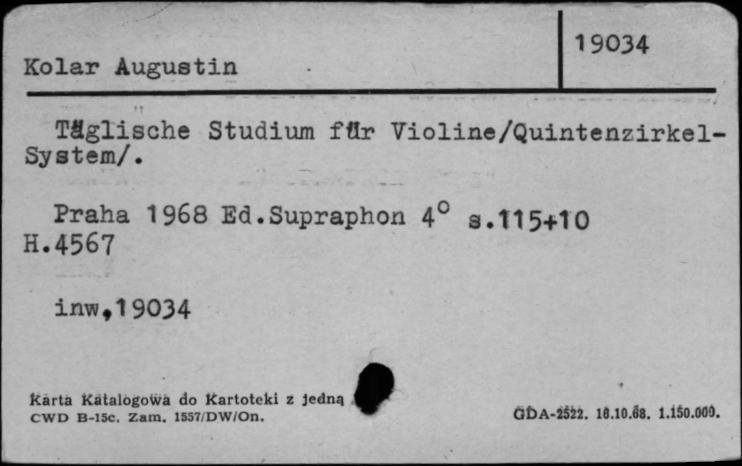 19034
Kolar Augustin
Täglische Studium für Violine/Quintenzirkel-
System/.
Praha 1968 Ed.Supraphon 4° s.115+10
H.4567
inw,19034
Karta Katalogowa do Kartoteki z jedną
CWD B-15c. Zam. 1557/DW/On.
GDA-2522. 16.10.68. 1.150.000.